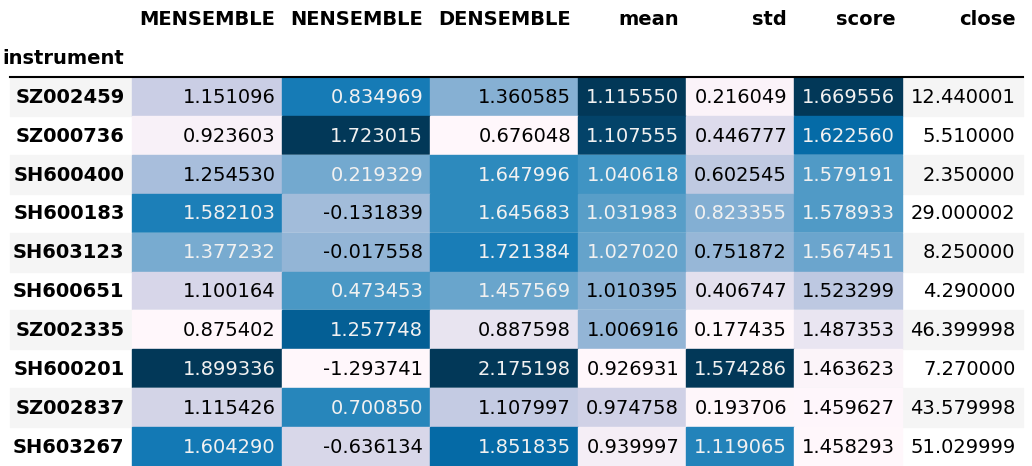 MENSEMBLE NENSEMBLE DENSEMBLE mean std score close
instrument
SZ002459 1.151096 0.834969 1.360585 1.115550 0.216049 1.669556 12.440001
SZ000736 0.923603 1.723015 0.676048 1.107555 0.446777 1.622560 5.510000
SH600400 1.254530 0.219329 1.647996 1.040618 0.602545 1.579191 2.350000
SH600183 1.582103 -0.131839 1.645683 1.031983 0.823355 1.578933 29.000002
SH603123 1.377232 -0.017558 1.721384 1.027020 0.751872 1.567451 8.250000
SH600651 1.100164 0.473453 1.457569 1.010395 0.406747 1.523299 4.290000
SZ002335 0.875402 1.257748 0.887598 1.006916 0.177435 1.487353 46.399998
SH600201 1.899336 -1.293741 2.175198 0.926931 1.574286 1.463623 7.270000
SZ002837 1.115426 0.700850 1.107997 0.974758 0.193706 1.459627 43.579998
SH603267 1.604290 -0.636134 1.851835 0.939997 1.119065 1.458293 51.029999